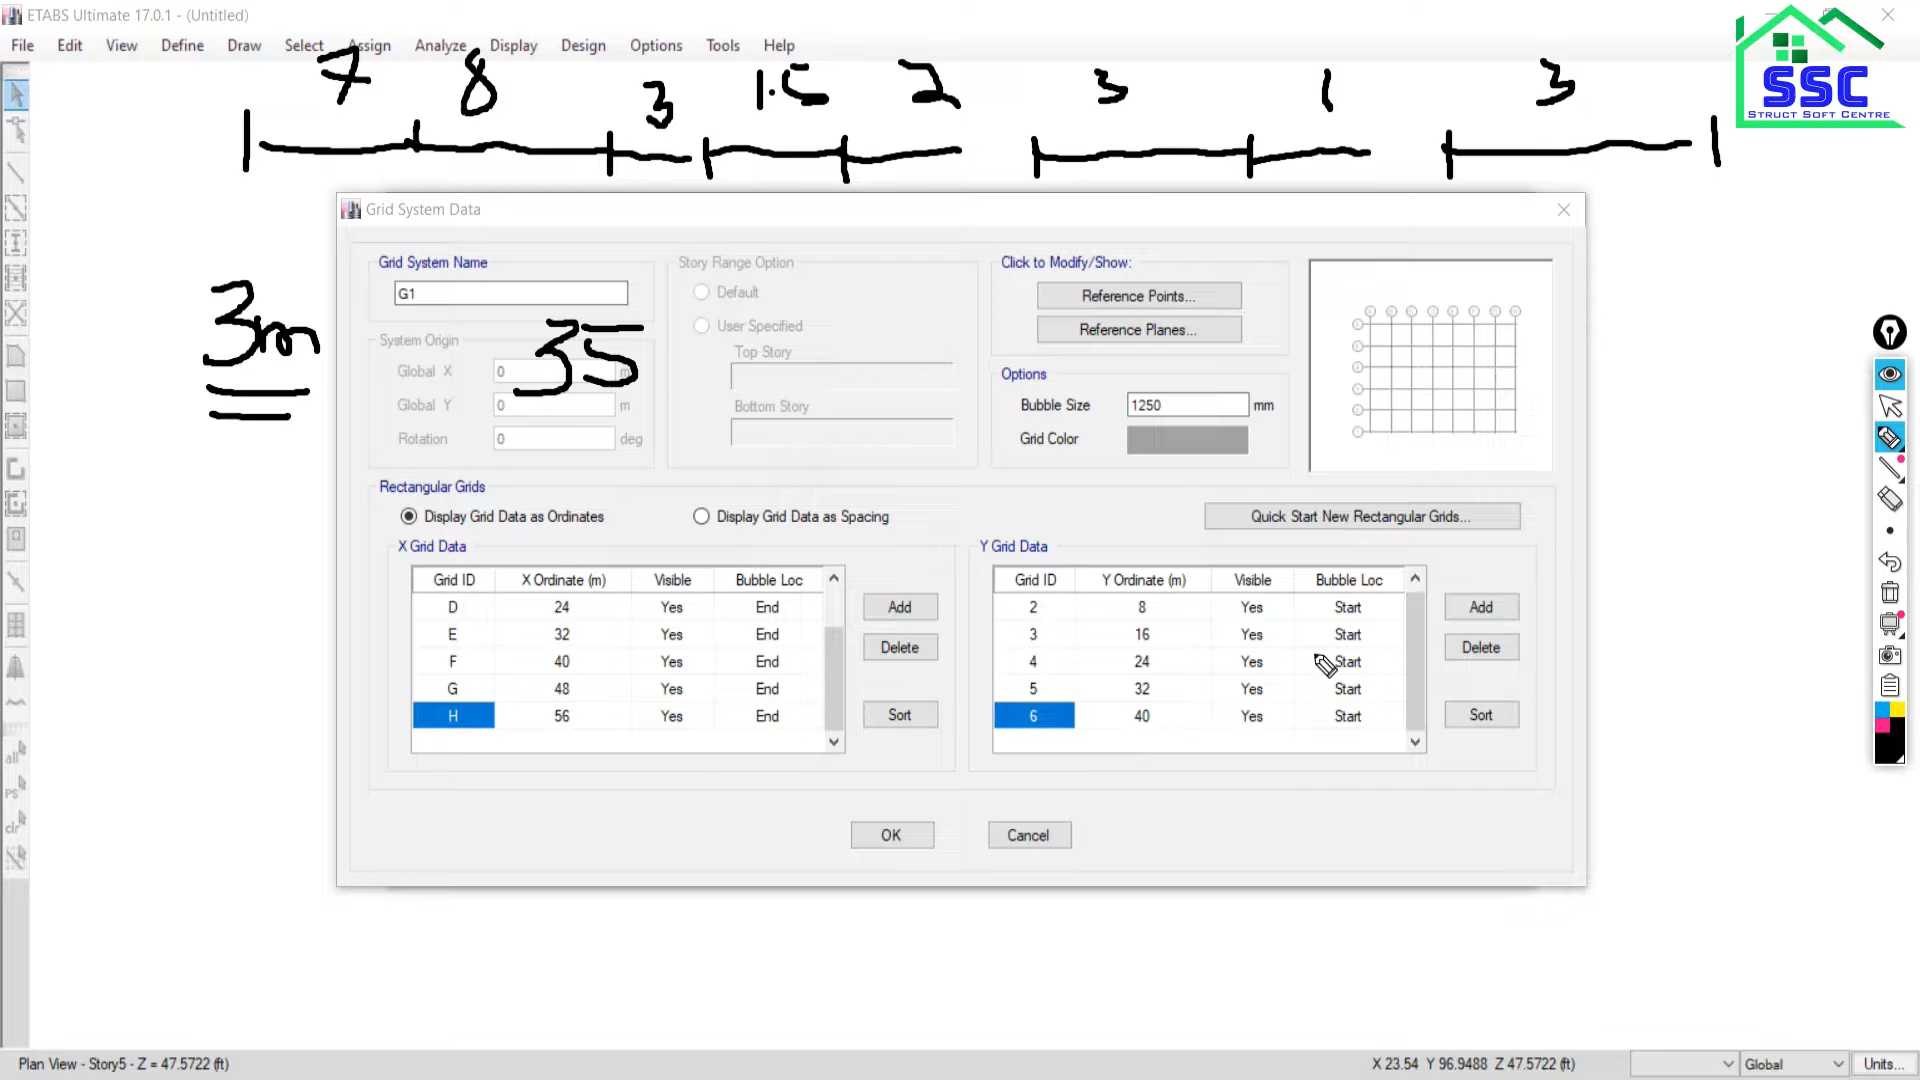 ETABS Ultimate 17.0.1 - (Untitled)
File Edit View Define Draw Select Assign Analyze Display Design Options Tools Help
7 8 3 1.5 2 3 1 3
SSC
STRUCT SOFT CENTRE
Grid System Data
Grid System Name
G1
Story Range Option
Default
User Specified
Top Story
Bottom Story
Click to Modify/Show:
Reference Points...
Reference Planes...
3m
35
System Origin
Global X 0 m
Global Y 0 m
Rotation 0 deg
Options
Bubble Size 1250 mm
Grid Color
Rectangular Grids
Display Grid Data as Ordinates
Display Grid Data as Spacing
Quick Start New Rectangular Grids...
X Grid Data
Grid ID X Ordinate (m) Visible Bubble Loc
D 24 Yes End
E 32 Yes End
F 40 Yes End
G 48 Yes End
H 56 Yes End
Add
Delete
Sort
Y Grid Data
Grid ID Y Ordinate (m) Visible Bubble Loc
2 8 Yes Start
3 16 Yes Start
4 24 Yes Start
5 32 Yes Start
6 40 Yes Start
Add
Delete
Sort
OK
Cancel
all
PS
clr
Plan View - Story5 - Z = 47.5722 (ft)
X 23.54 Y 96.9488 Z 47.5722 (ft)
Global
Units...